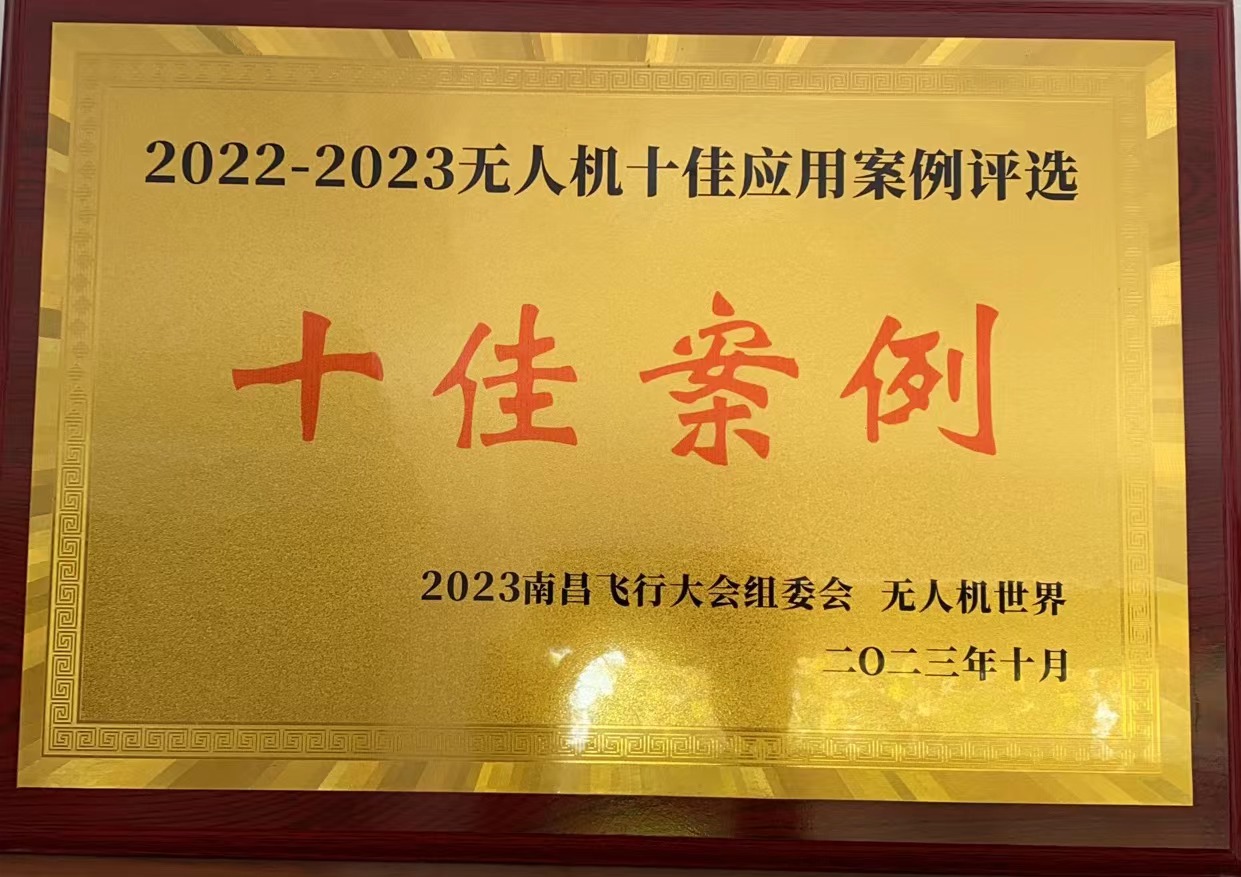 2022-2023无人机十佳应用案例评选
十佳案例
2023南昌飞行大会组委会 无人机世界
二〇二三年十月